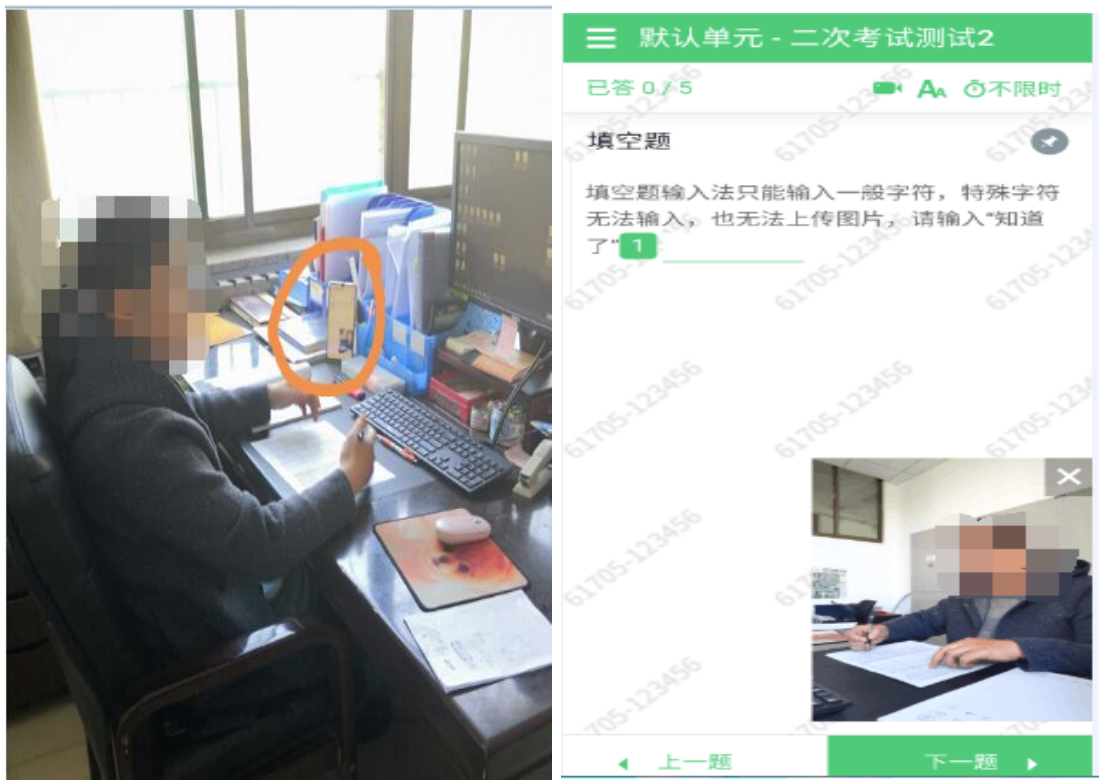 默认单元 - 二次考试测试2
已答 0 / 5
AA
不限时
填空题
填空题输入法只能输入一般字符，特殊字符
无法输入，也无法上传图片，请输入“知道
了”
1
61705-123456
上一题
下一题